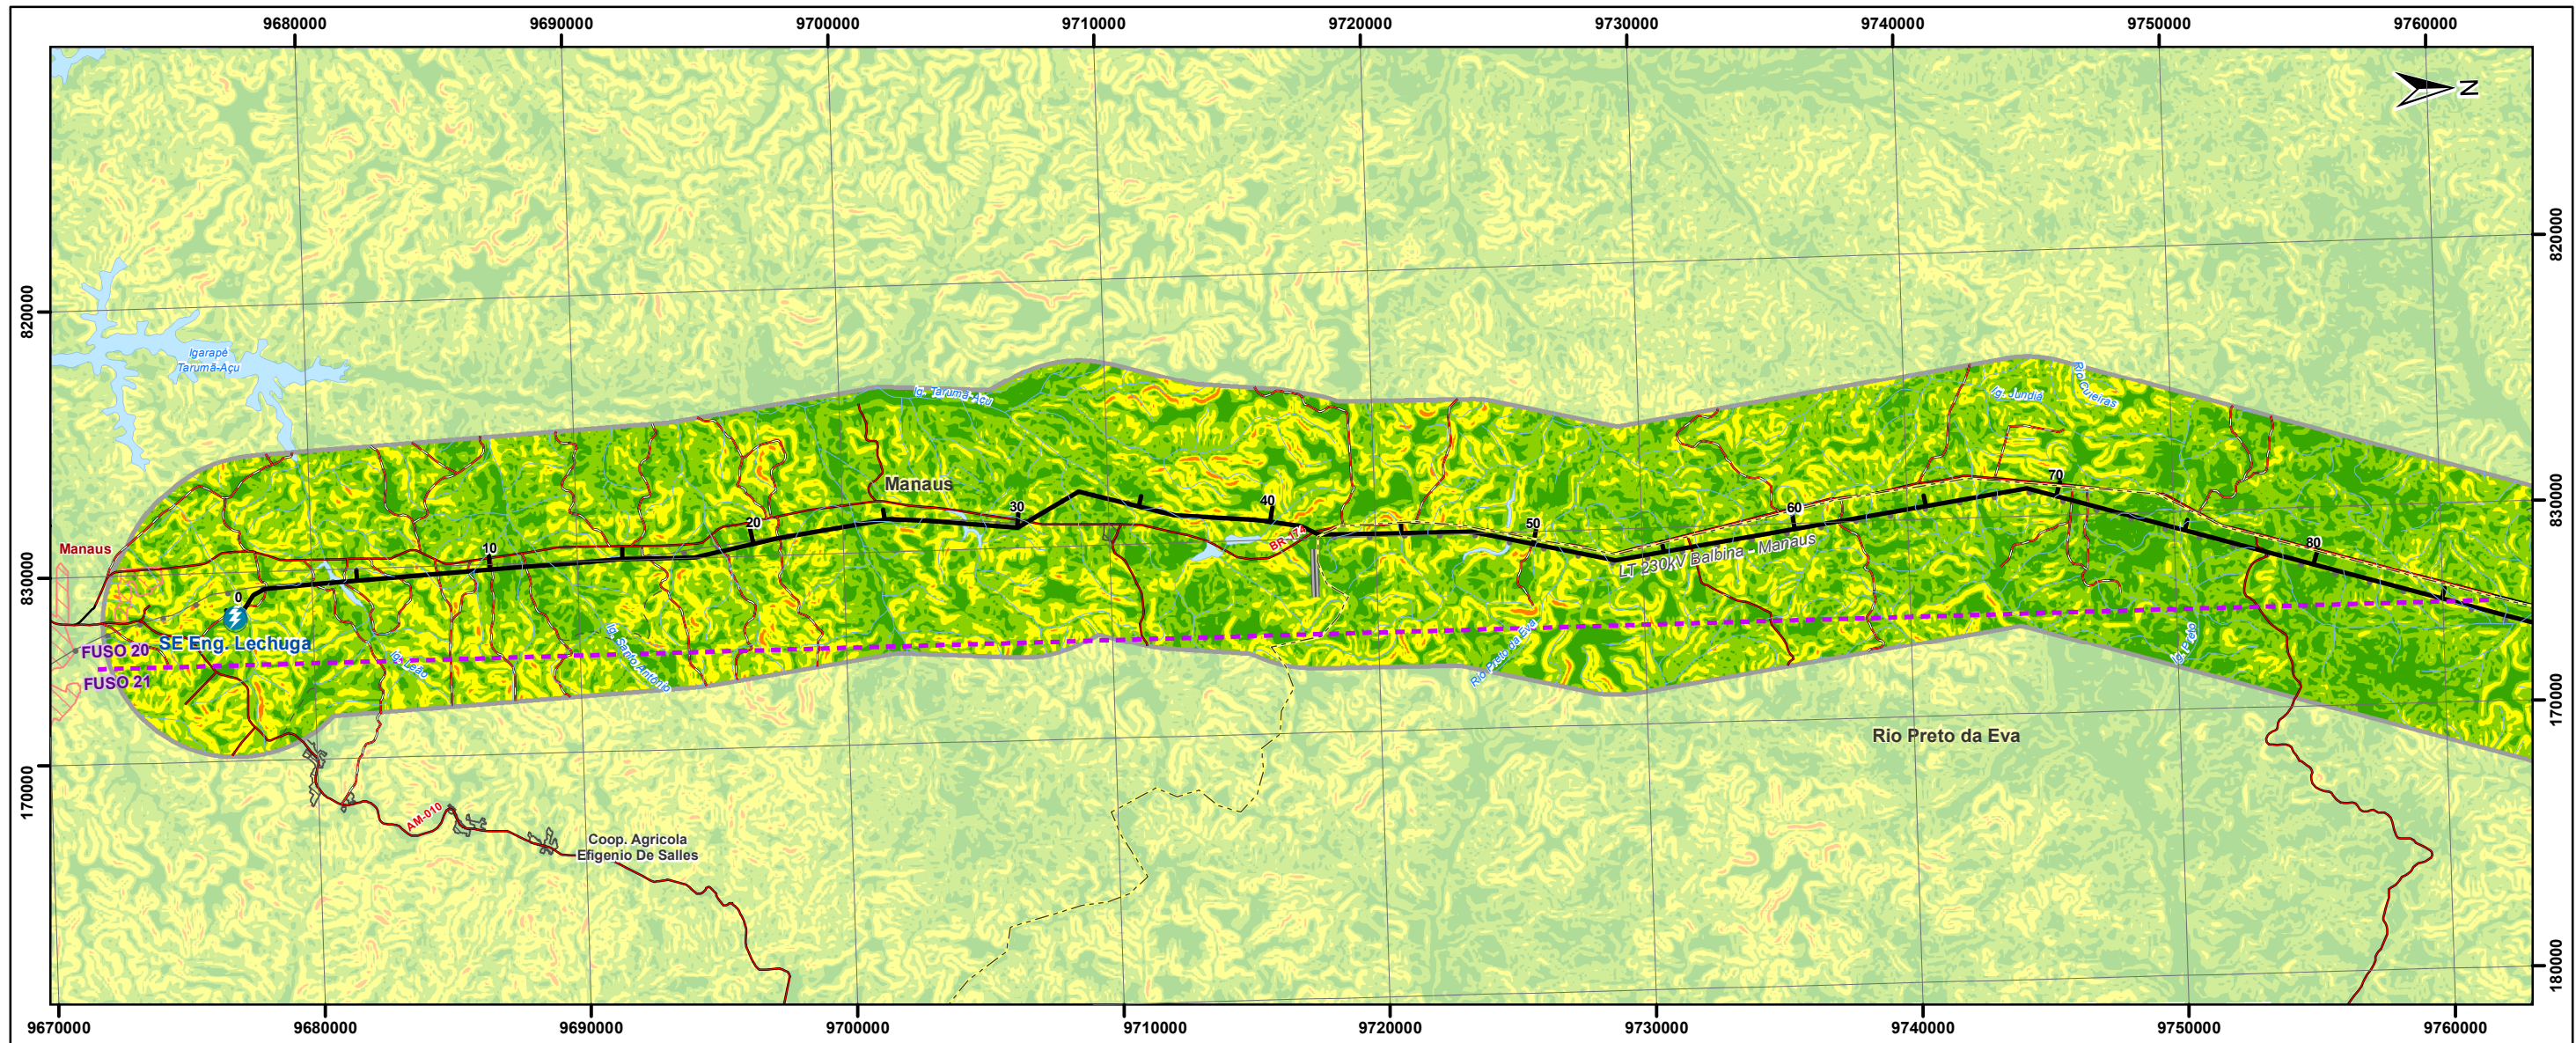 9680000 9690000 9700000 9710000 9720000 9730000 9740000 9750000 9760000
N
820000
820000
Igarapé
Tarumã-Açu
Ig. Tarumã-Açu
Rio Cuieiras
Ig. Jundiá
Manaus
830000
830000
0
10
20
30
40
50
60
70
80
BR-174
LT 230kV Balbina - Manaus
Manaus
SE Eng. Lechuga
FUSO 20
FUSO 21
Ig. Leão
Ig. Santo Antonio
Rio Preto da Eva
Ig. Preto
Rio Preto da Eva
170000
170000
AM-010
Coop. Agricola
Efigenio De Salles
180000
9670000 9680000 9690000 9700000 9710000 9720000 9730000 9740000 9750000 9760000